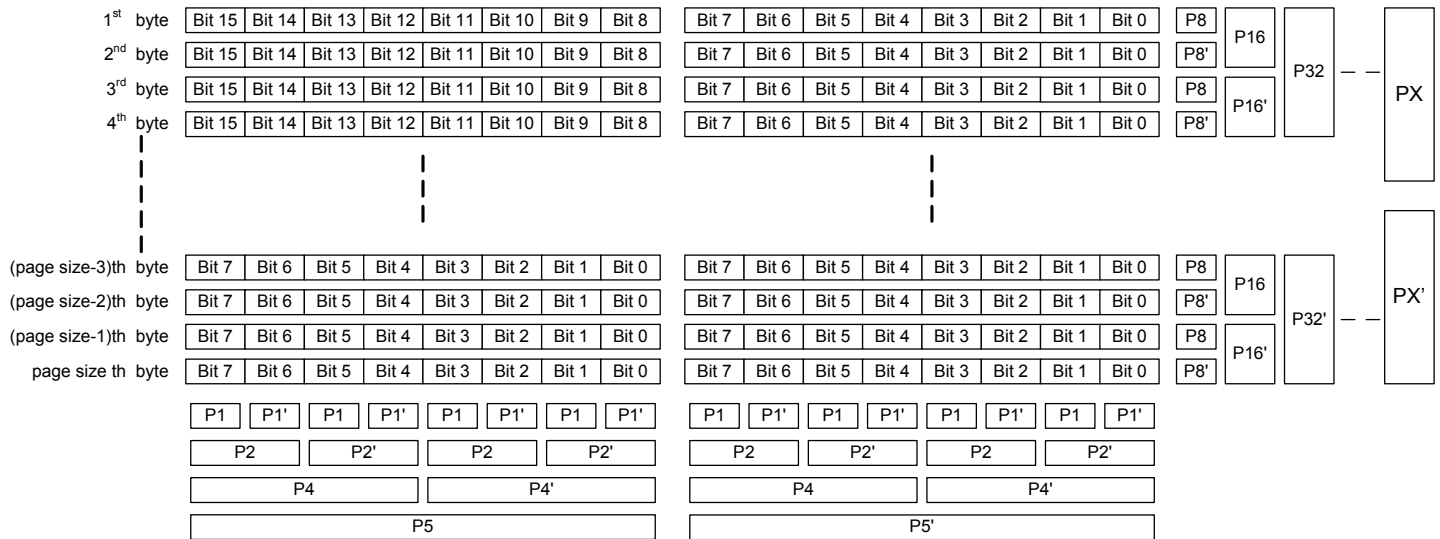 1st byte Bit 15 Bit 14 Bit 13 Bit 12 Bit 11 Bit 10 Bit 9 Bit 8 Bit 7 Bit 6 Bit 5 Bit 4 Bit 3 Bit 2 Bit 1 Bit 0 P8
P16
2nd byte Bit 15 Bit 14 Bit 13 Bit 12 Bit 11 Bit 10 Bit 9 Bit 8 Bit 7 Bit 6 Bit 5 Bit 4 Bit 3 Bit 2 Bit 1 Bit 0 P8'
P32
3rd byte Bit 15 Bit 14 Bit 13 Bit 12 Bit 11 Bit 10 Bit 9 Bit 8 Bit 7 Bit 6 Bit 5 Bit 4 Bit 3 Bit 2 Bit 1 Bit 0 P8
PX
P16'
4th byte Bit 15 Bit 14 Bit 13 Bit 12 Bit 11 Bit 10 Bit 9 Bit 8 Bit 7 Bit 6 Bit 5 Bit 4 Bit 3 Bit 2 Bit 1 Bit 0 P8'
(page size-3)th byte Bit 7 Bit 6 Bit 5 Bit 4 Bit 3 Bit 2 Bit 1 Bit 0 Bit 7 Bit 6 Bit 5 Bit 4 Bit 3 Bit 2 Bit 1 Bit 0 P8
P16
PX’
(page size-2)th byte Bit 7 Bit 6 Bit 5 Bit 4 Bit 3 Bit 2 Bit 1 Bit 0 Bit 7 Bit 6 Bit 5 Bit 4 Bit 3 Bit 2 Bit 1 Bit 0 P8'
P32'
(page size-1)th byte Bit 7 Bit 6 Bit 5 Bit 4 Bit 3 Bit 2 Bit 1 Bit 0 Bit 7 Bit 6 Bit 5 Bit 4 Bit 3 Bit 2 Bit 1 Bit 0 P8
P16'
page size th byte Bit 7 Bit 6 Bit 5 Bit 4 Bit 3 Bit 2 Bit 1 Bit 0 Bit 7 Bit 6 Bit 5 Bit 4 Bit 3 Bit 2 Bit 1 Bit 0 P8'
P1 P1' P1 P1' P1 P1' P1 P1' P1 P1' P1 P1' P1 P1' P1 P1'
P2 P2' P2 P2' P2 P2' P2 P2'
P4 P4' P4 P4'
P5 P5'